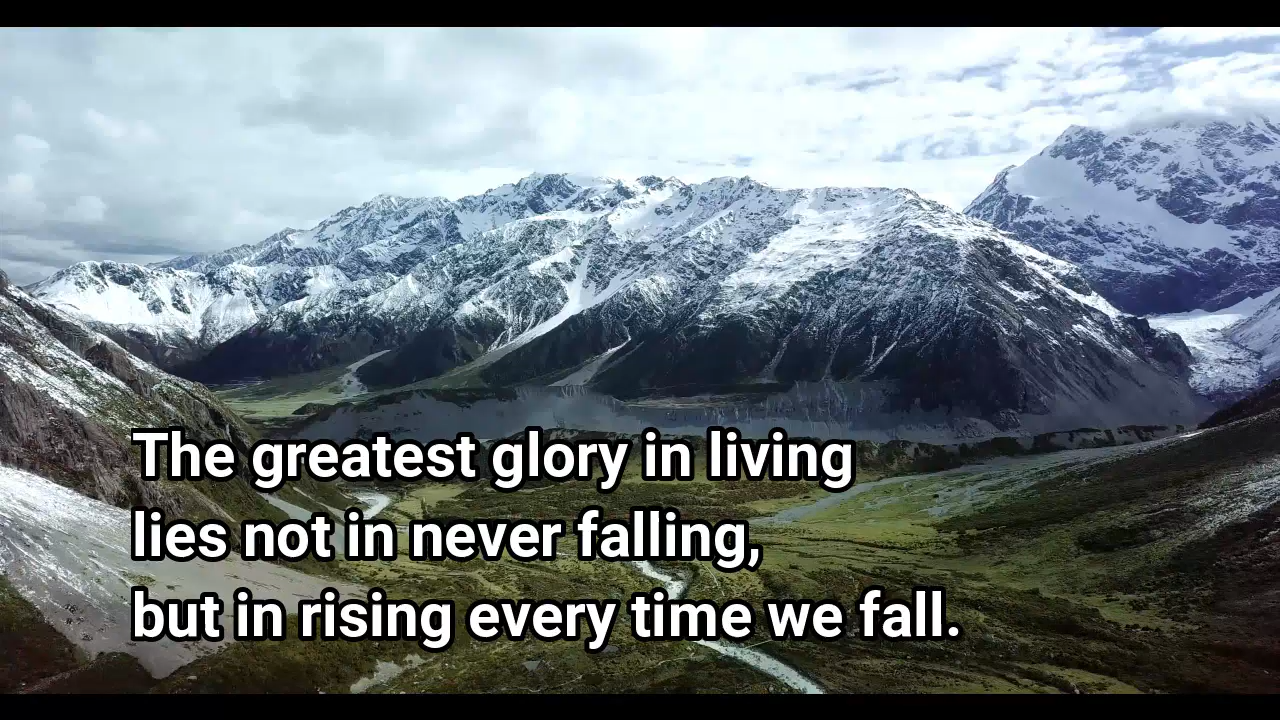 The greatest glory in living
lies not in never falling,
but in rising every time we fall.